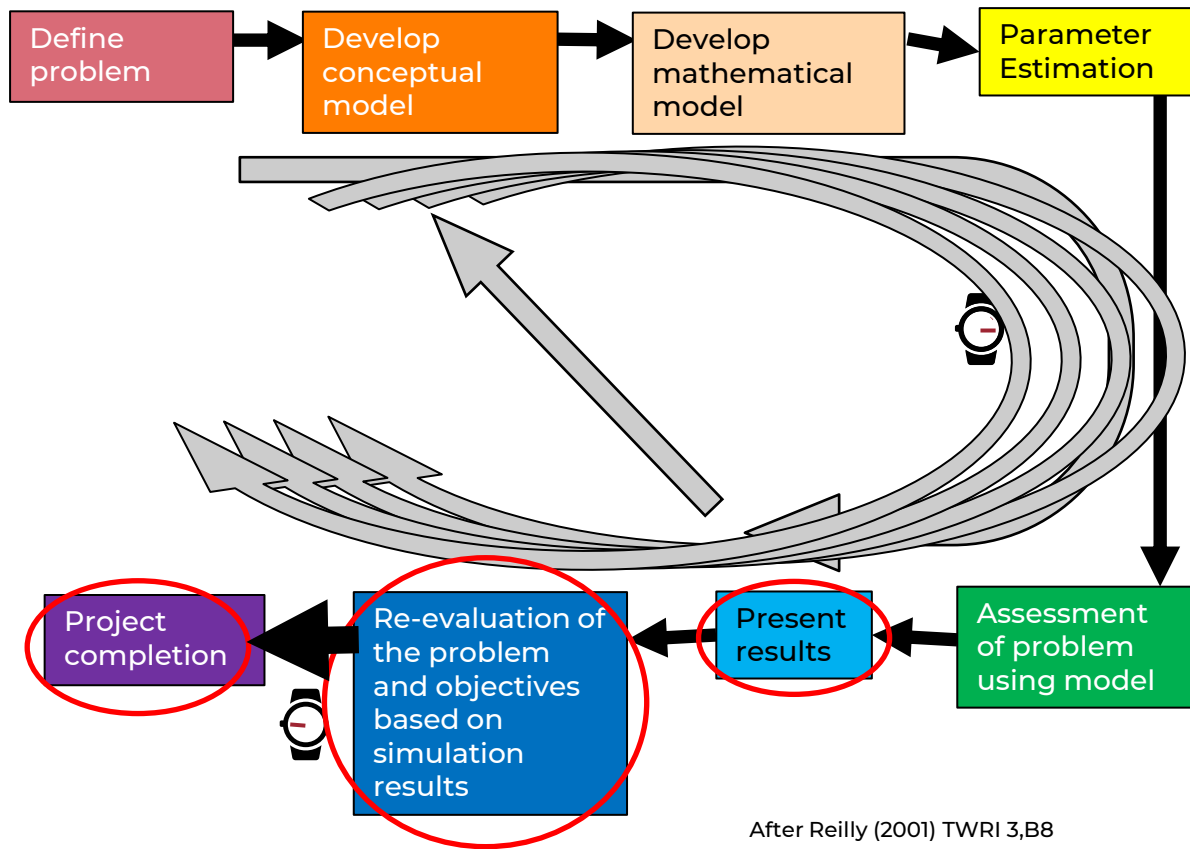 Define
problem
Develop
conceptual
model
Develop
mathematical
model
Parameter
Estimation
Project
completion
Re-evaluation of
the problem
and objectives
based on
simulation
results
Present
results
Assessment
of problem
using model
After Reilly (2001) TWRI 3,B8